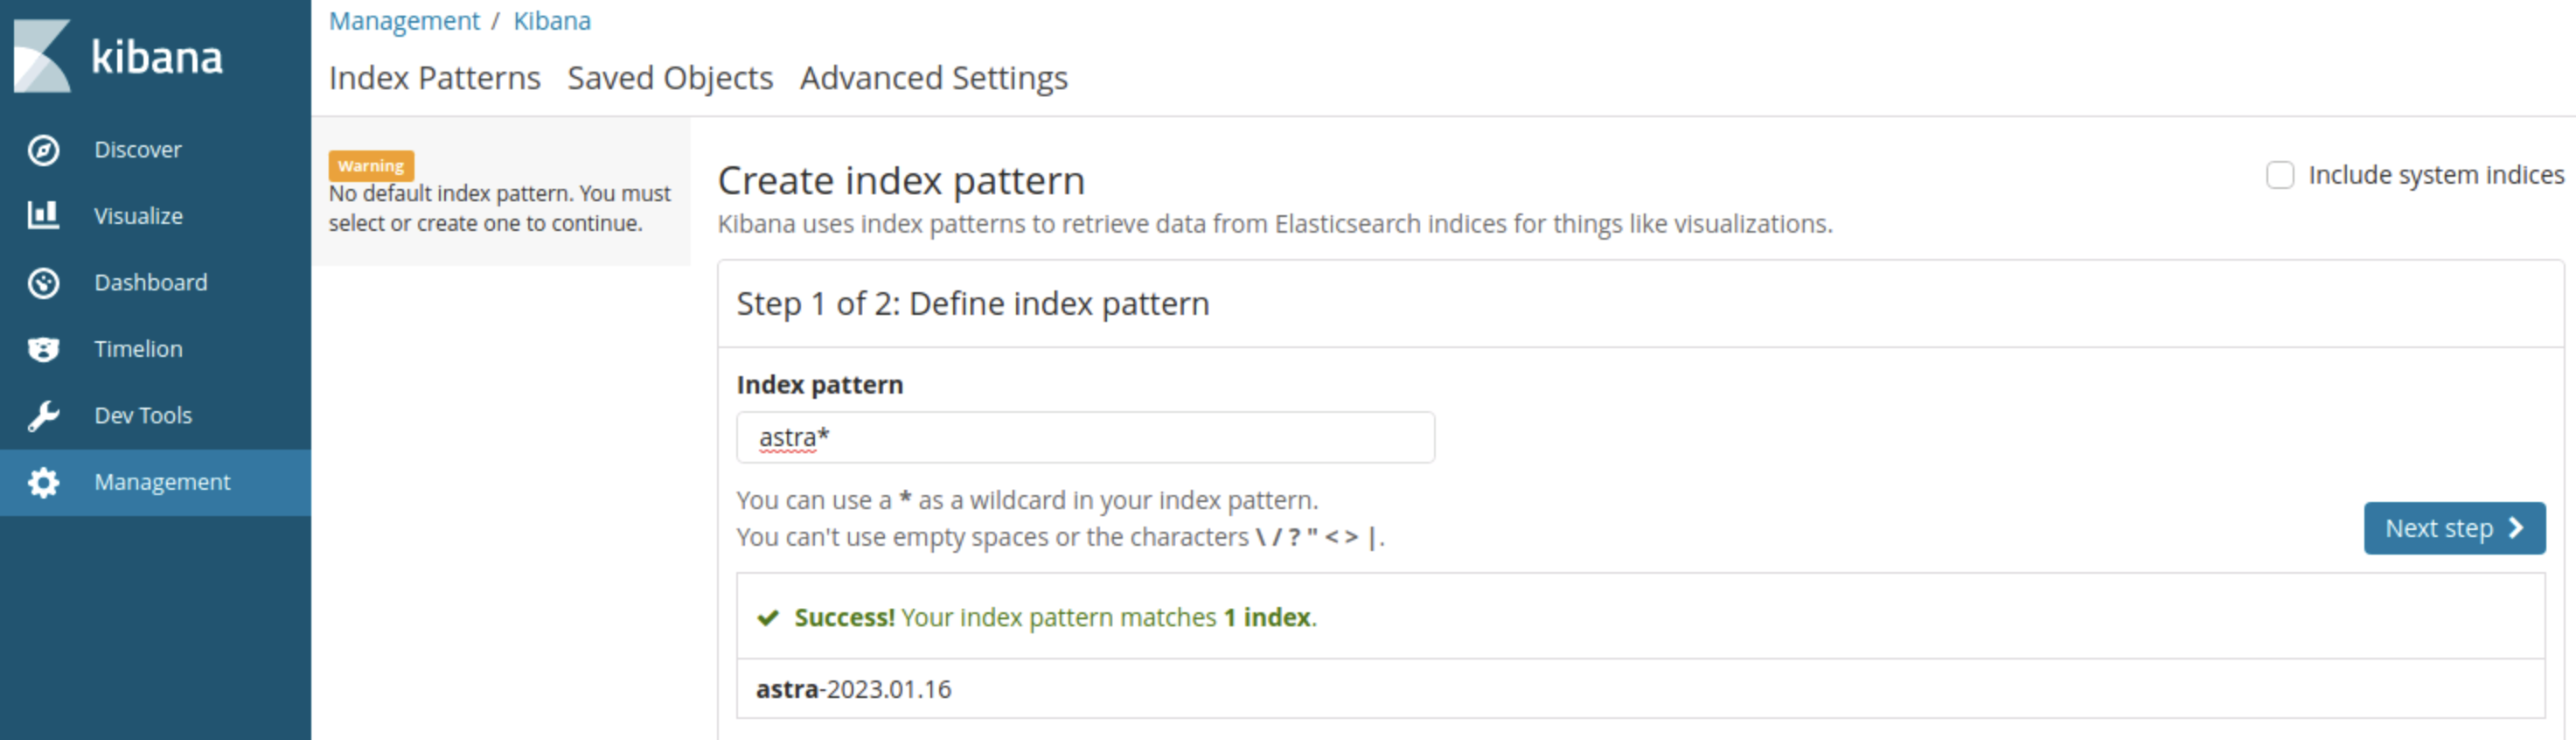 kibana
Discover
Visualize
Dashboard
Timelion
Dev Tools
Management
Management / Kibana
Index Patterns Saved Objects Advanced Settings
Warning
No default index pattern. You must
select or create one to continue.
Create index pattern
Include system indices
Kibana uses index patterns to retrieve data from Elasticsearch indices for things like visualizations.
Step 1 of 2: Define index pattern
Index pattern
astra*
You can use a * as a wildcard in your index pattern.
You can't use empty spaces or the characters \ / ? " < > |.
Next step
Success! Your index pattern matches 1 index.
astra-2023.01.16